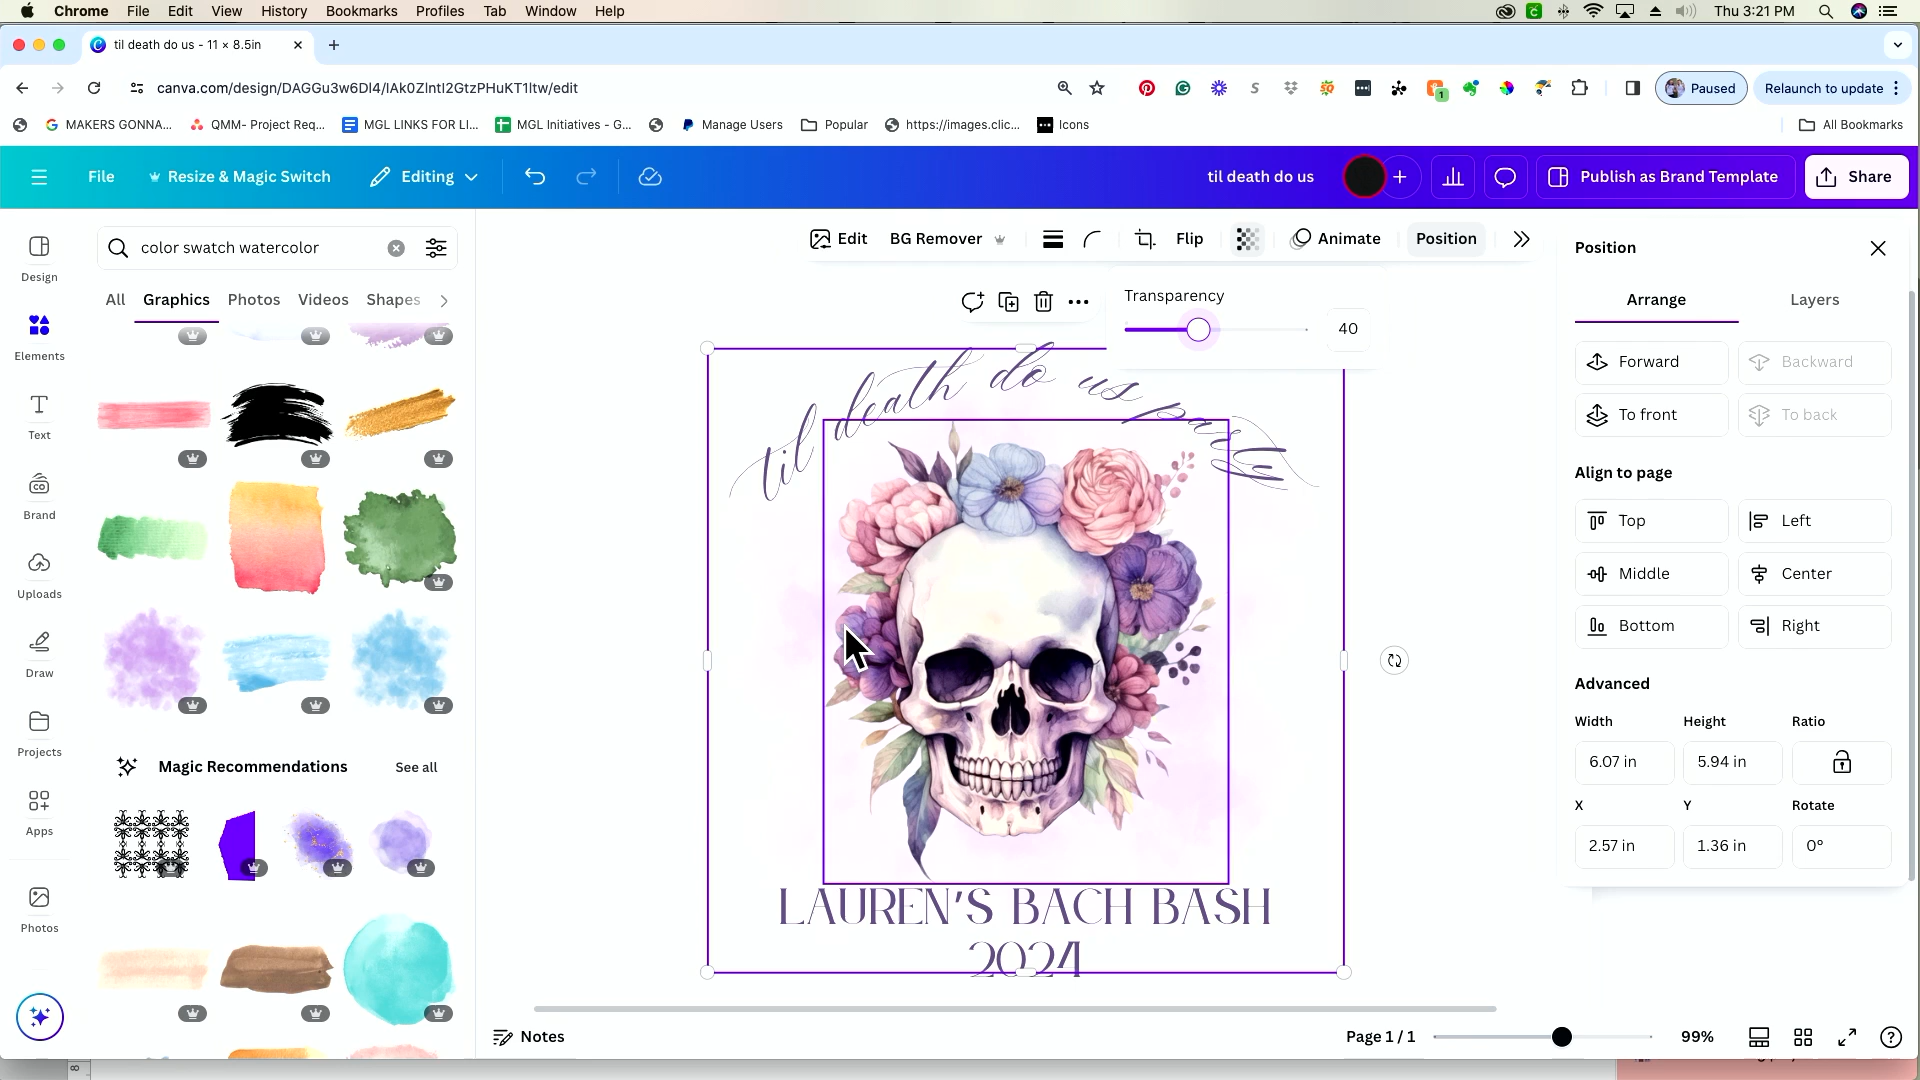 Chrome File Edit View History Bookmarks Profiles Tab Window Help Thu 3:21 PM
til death do us - 11 × 8.5in
canva.com/design/DAGGu3w6DI4/lAk0ZlntI2GtzPHuKT1ltw/edit 1 Paused Relaunch to update
MAKERS GONNA... QMM- Project Req... MGL LINKS FOR LI... MGL Initiatives - G... Manage Users Popular https://images.clic... Icons All Bookmarks
File Resize & Magic Switch Editing til death do us Publish as Brand Template Share
Design
Elements
Text
Brand
Uploads
Draw
Projects
Apps
Photos
color swatch watercolor
All Graphics Photos Videos Shapes
Magic Recommendations See all
Edit BG Remover Flip Animate Position
Transparency
40
til death do us part
LAUREN'S BACH BASH
2024
Position
Arrange Layers
Forward Backward
To front To back
Align to page
Top Left
Middle Center
Bottom Right
Advanced
Width Height Ratio
6.07 in 5.94 in
X Y Rotate
2.57 in 1.36 in 0°
Notes Page 1 / 1 99%
8